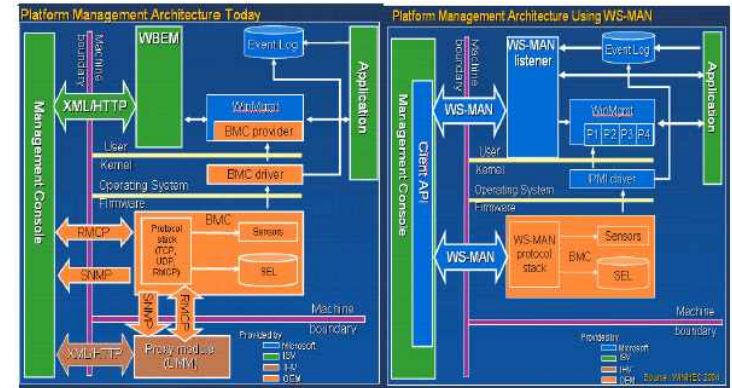 Platform Management Architecture Today
Management Console
Machine
boundary
XML/HTTP
WBEM
Event Log
WinMgmt
BMC provider
Application
User
Kernel
BMC driver
Operating System
Firmware
RMCP
SNMP
BMC
Protocol
stack
(TCP,
UDP,
RMCP)
Sensors
SEL
SNMP
RMCP
Machine
boundary
XML/HTTP
Proxy module
(CMM)
Provided by
Microsoft
ISV
IHV
OEM
Platform Management Architecture Using WS-MAN
Management Console
Client API
Machine
boundary
WS-MAN
WS-MAN
listener
Event Log
WinMgmt
P1 P2 P3 P4
Application
User
Kernel
IPMI driver
Operating System
Firmware
WS-MAN
WS-MAN
protocol
stack
BMC
Sensors
SEL
Machine
boundary
Provided by
Microsoft
ISV
IHV
OEM
Source: WinHEC 2004